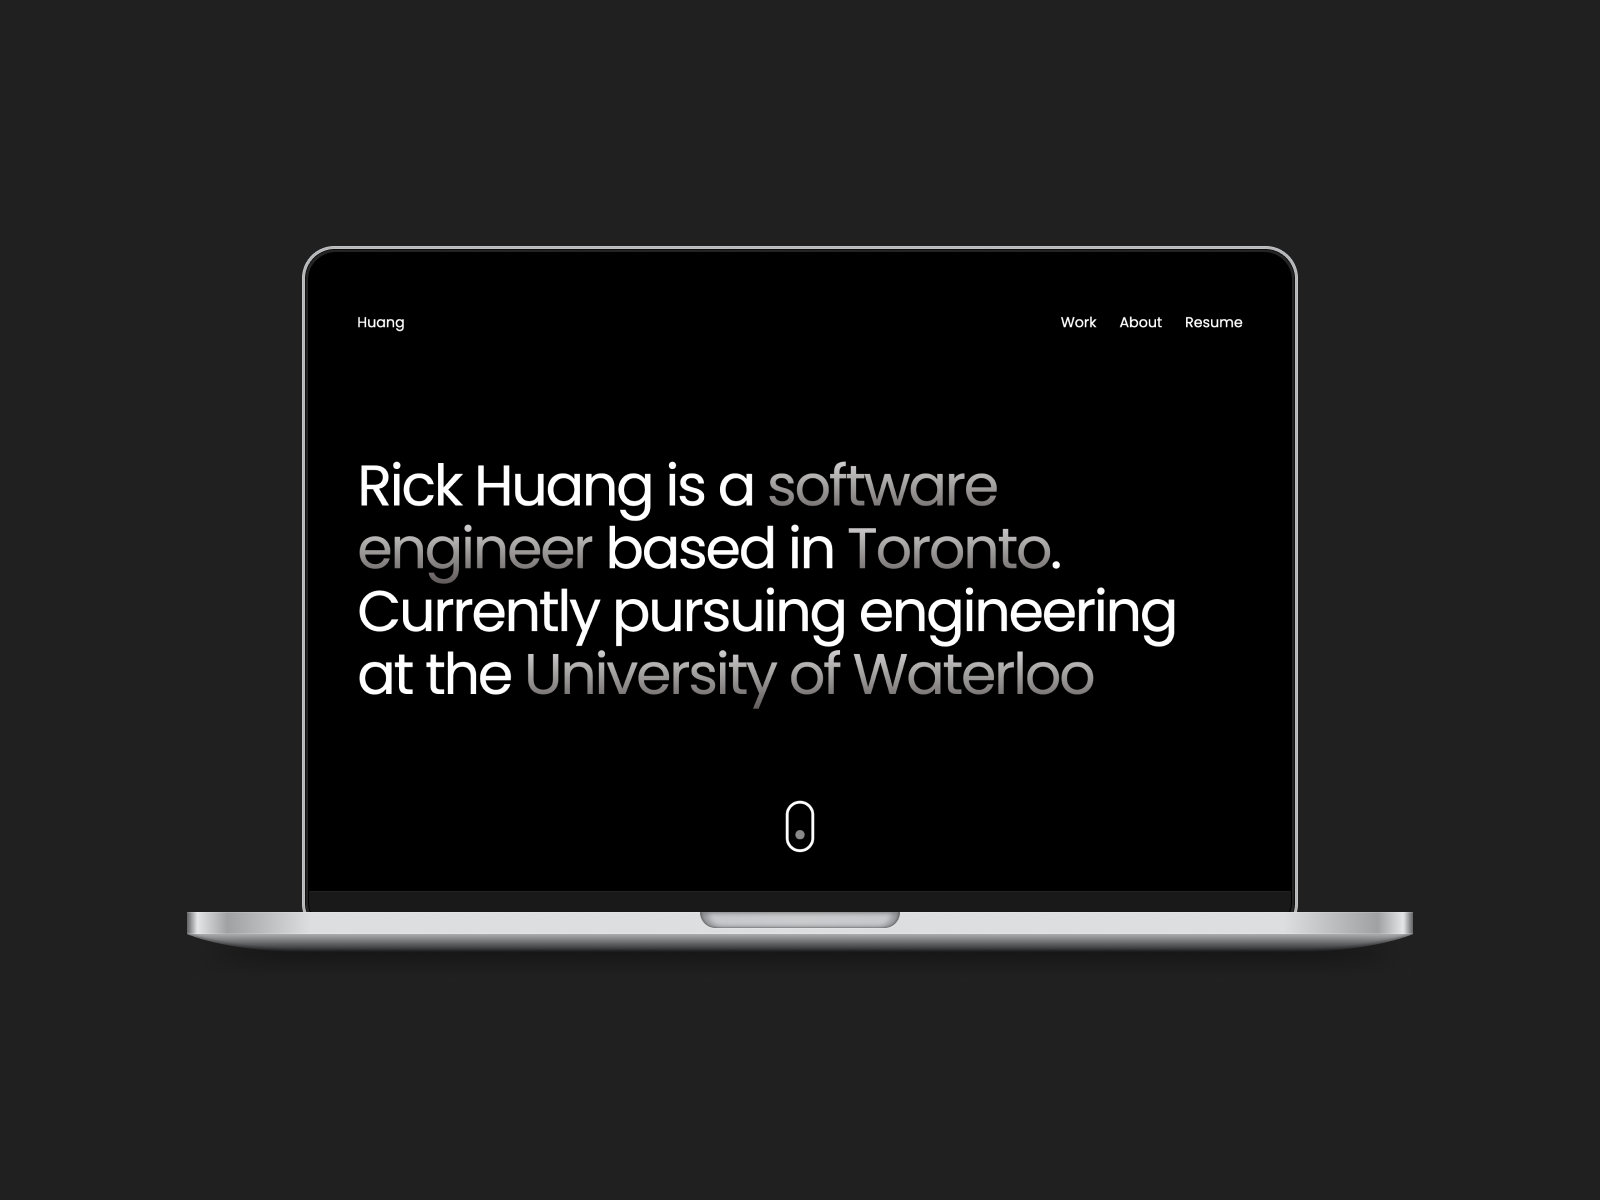 Huang
Work About Resume
Rick Huang is a software
engineer based in Toronto.
Currently pursuing engineering
at the University of Waterloo